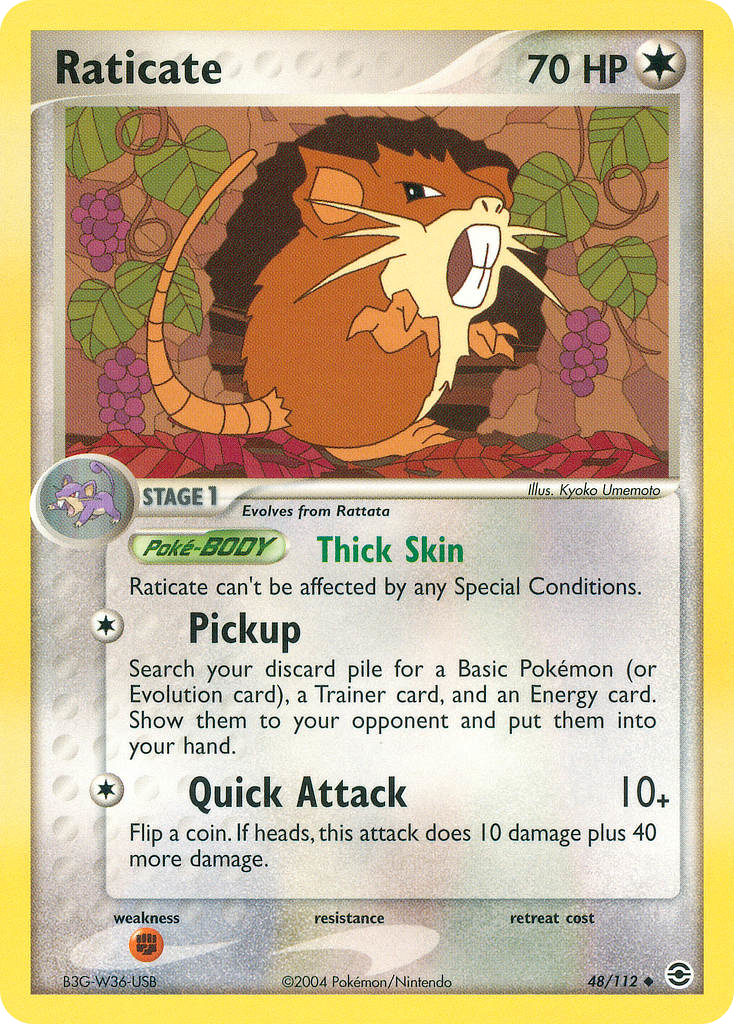 Raticate
70 HP
Illus. Kyoko Umemoto
STAGE 1
Evolves from Rattata
Poké-BODY Thick Skin
Raticate can't be affected by any Special Conditions.
Pickup
Search your discard pile for a Basic Pokémon (or
Evolution card), a Trainer card, and an Energy card.
Show them to your opponent and put them into
your hand.
Quick Attack 10+
Flip a coin. If heads, this attack does 10 damage plus 40
more damage.
weakness resistance retreat cost
B3G-W36-USB ©2004 Pokémon/Nintendo 48/112